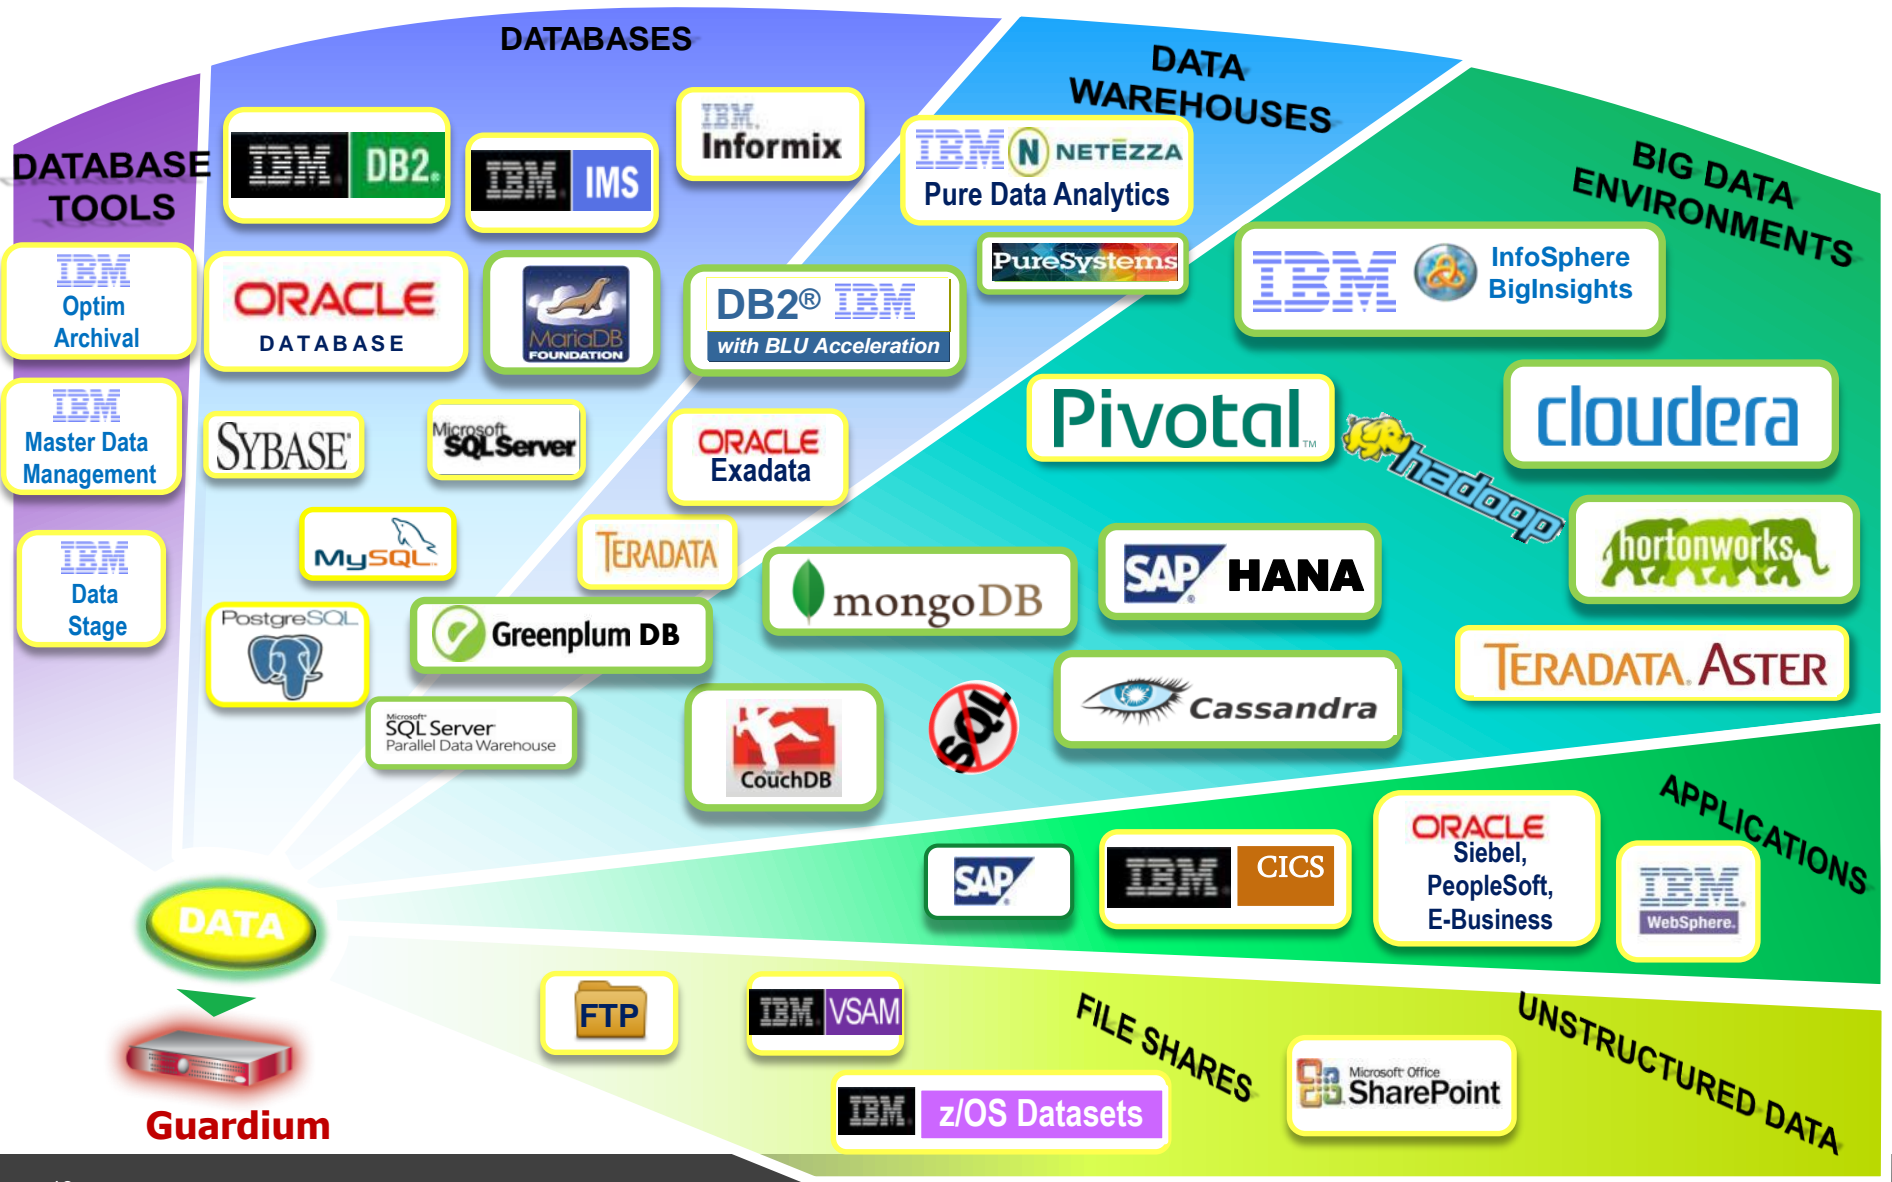 DATABASES
DATA
WAREHOUSES
BIG DATA
ENVIRONMENTS
DATABASE
TOOLS
IBM
Optim
Archival
IBM
Master Data
Management
IBM
Data
Stage
IBM. DB2.®
IBM. IMS
IBM.
Informix
ORACLE
DATABASE
MariaDB
FOUNDATION
SYBASE®
Microsoft
SQL Server
MySQL
PostgreSQL
IBM N NETEZZA
Pure Data Analytics
PureSystems
DB2® IBM
with BLU Acceleration
ORACLE
Exadata
TERADATA
Greenplum DB
Microsoft®
SQL Server
Parallel Data Warehouse
IBM InfoSphere
BigInsights
Pivotal™
cloudera
hadoop
hortonworks
mongoDB
SAP® HANA
TERADATA. ASTER
Apache
CouchDB
SQL
Cassandra
APPLICATIONS
SAP®
IBM. CICS
ORACLE
Siebel,
PeopleSoft,
E-Business
IBM.
WebSphere.
DATA
Guardium
FILE SHARES
UNSTRUCTURED DATA
FTP
IBM. VSAM
IBM. z/OS Datasets
Microsoft® Office
SharePoint